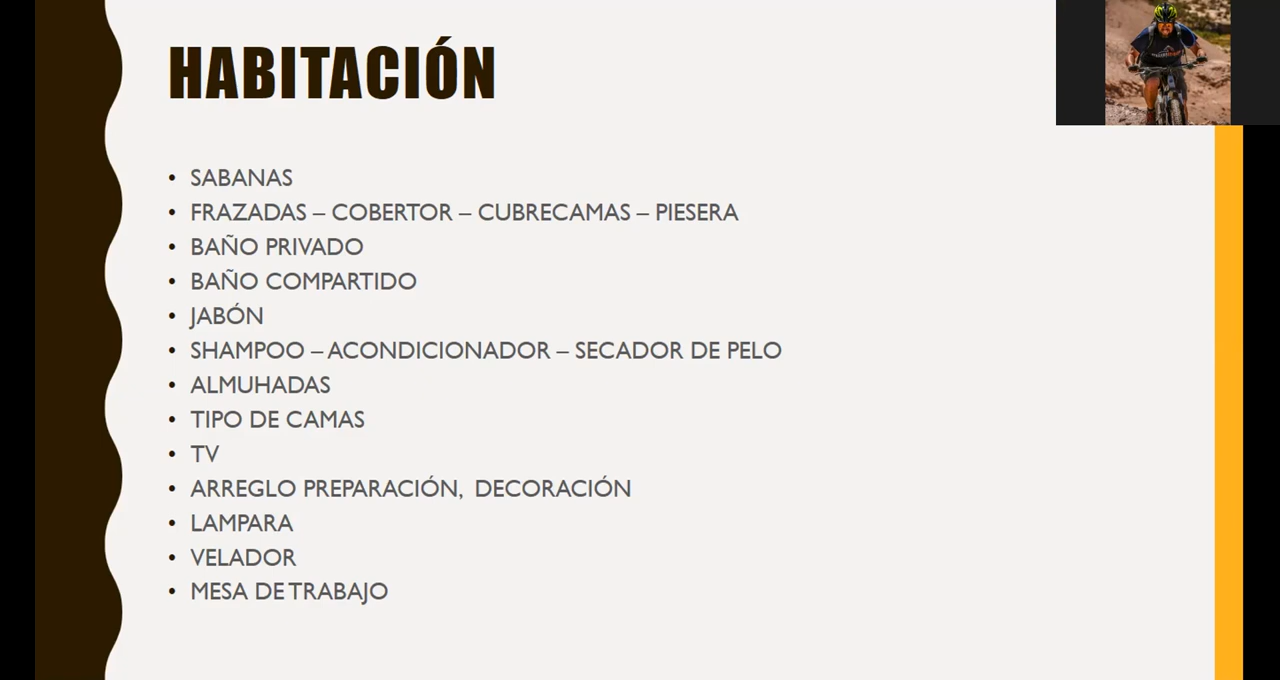 HABITACIÓN
• SABANAS
• FRAZADAS – COBERTOR – CUBRECAMAS – PIESERA
• BAÑO PRIVADO
• BAÑO COMPARTIDO
• JABÓN
• SHAMPOO – ACONDICIONADOR – SECADOR DE PELO
• ALMUHADAS
• TIPO DE CAMAS
• TV
• ARREGLO PREPARACIÓN, DECORACIÓN
• LAMPARA
• VELADOR
• MESA DE TRABAJO